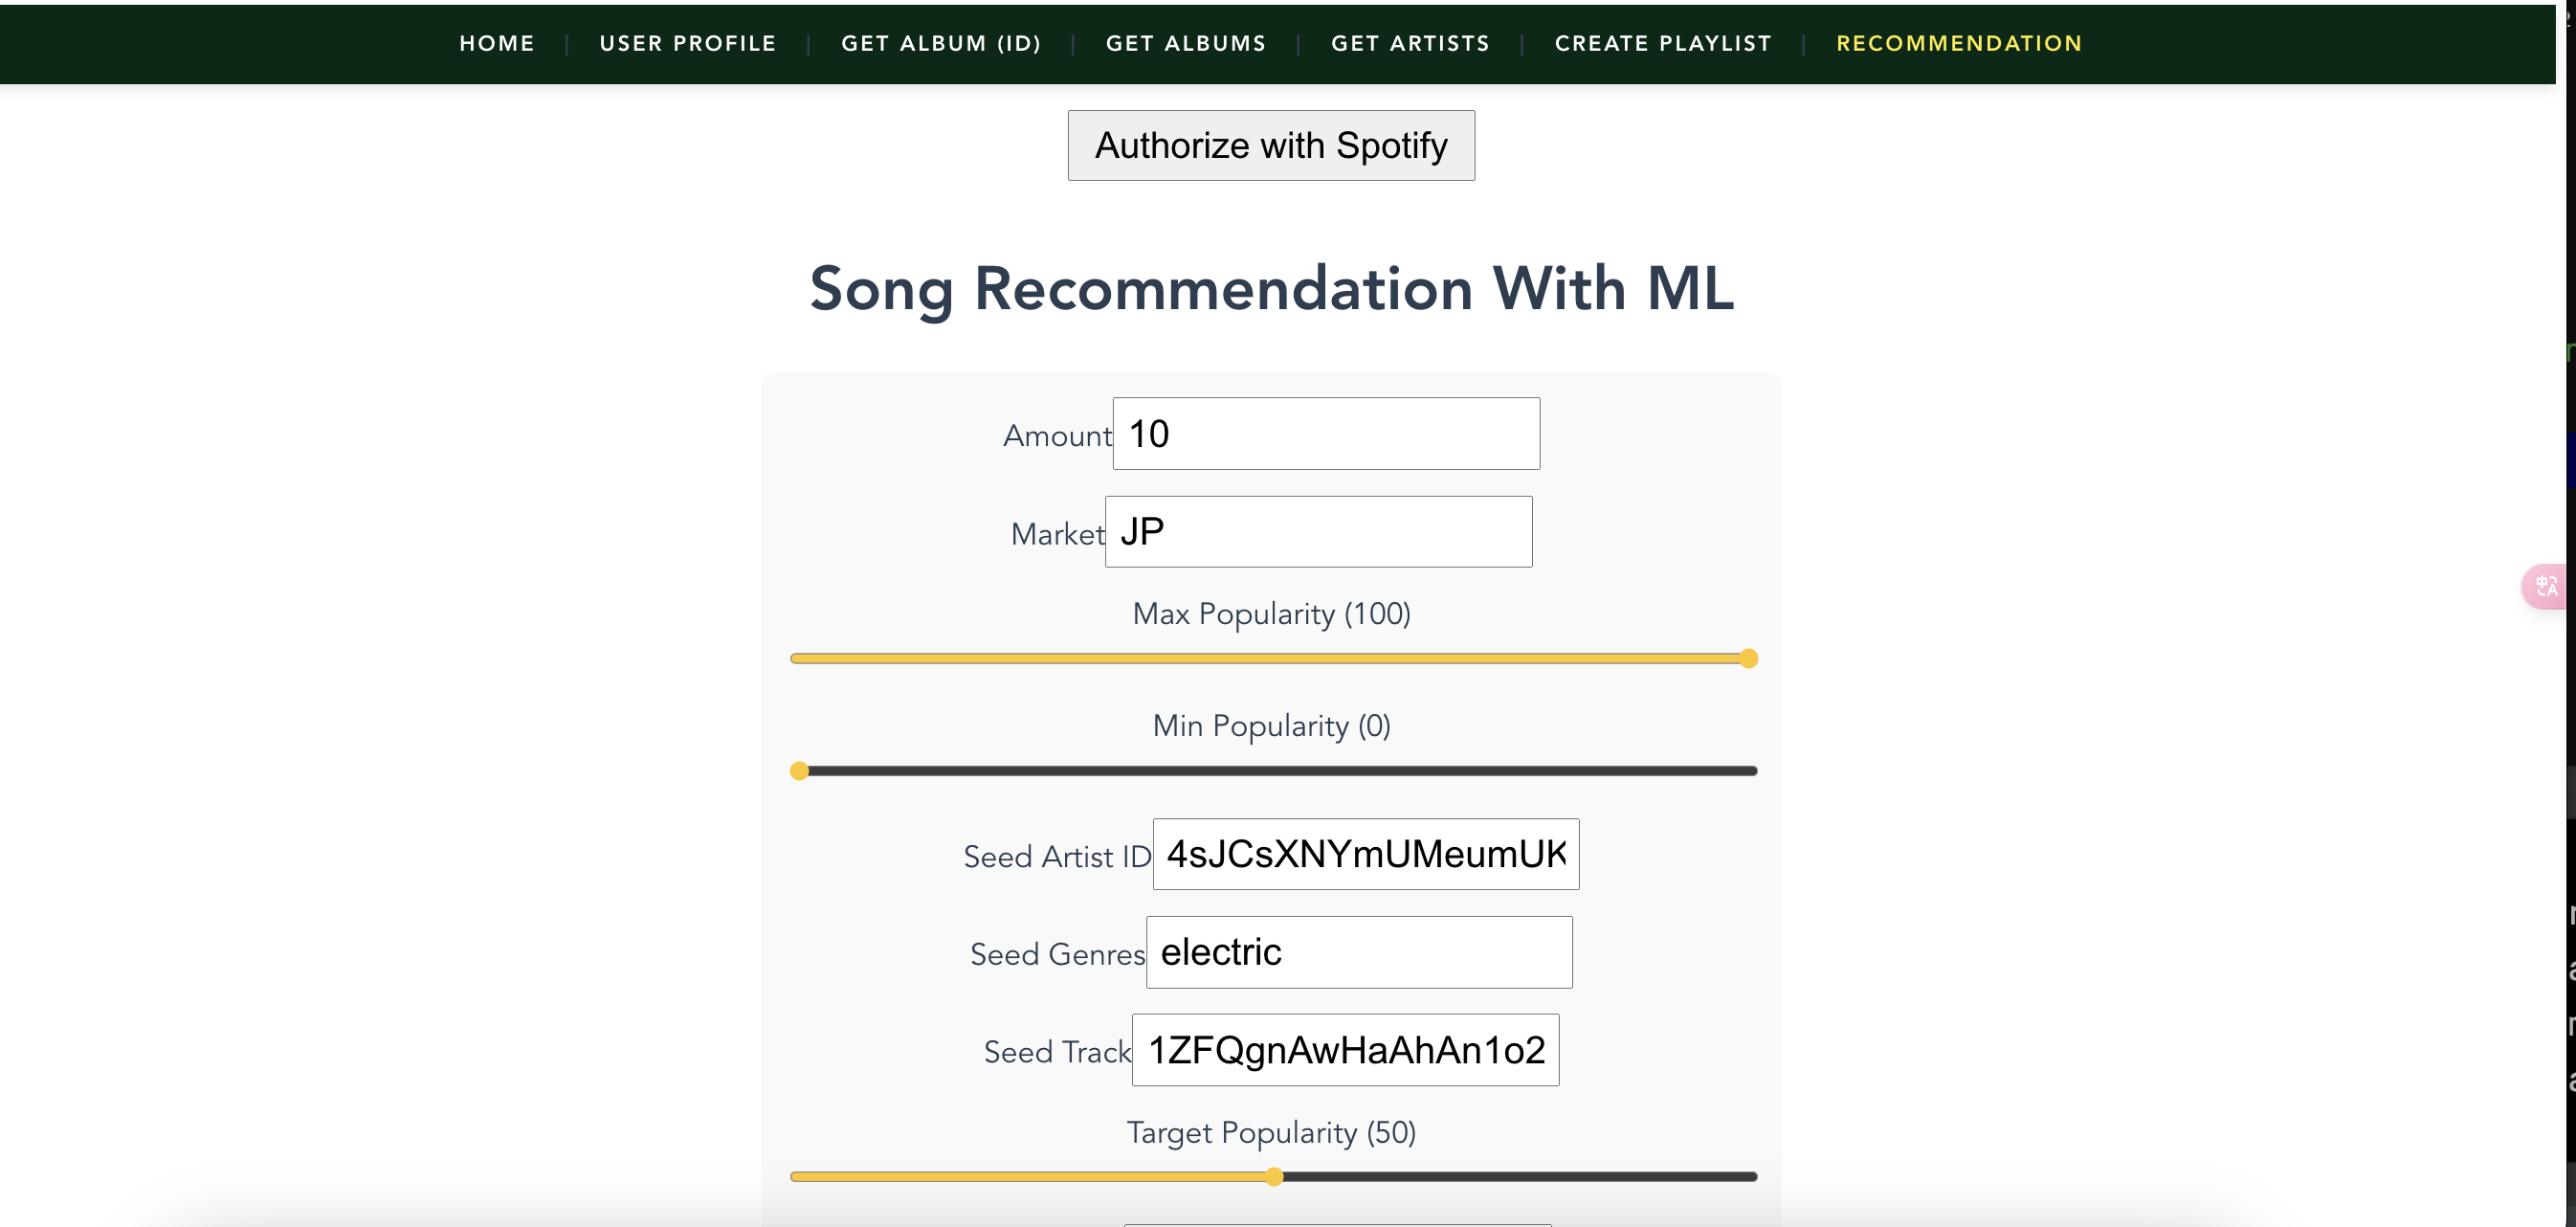 HOME | USER PROFILE | GET ALBUM (ID) | GET ALBUMS | GET ARTISTS | CREATE PLAYLIST | RECOMMENDATION
Authorize with Spotify
Song Recommendation With ML
Amount 10
Market JP
Max Popularity (100)
Min Popularity (0)
Seed Artist ID 4sJCsXNYmUMeumUK
Seed Genres electric
Seed Track 1ZFQgnAwHaAhAn1o2
Target Popularity (50)